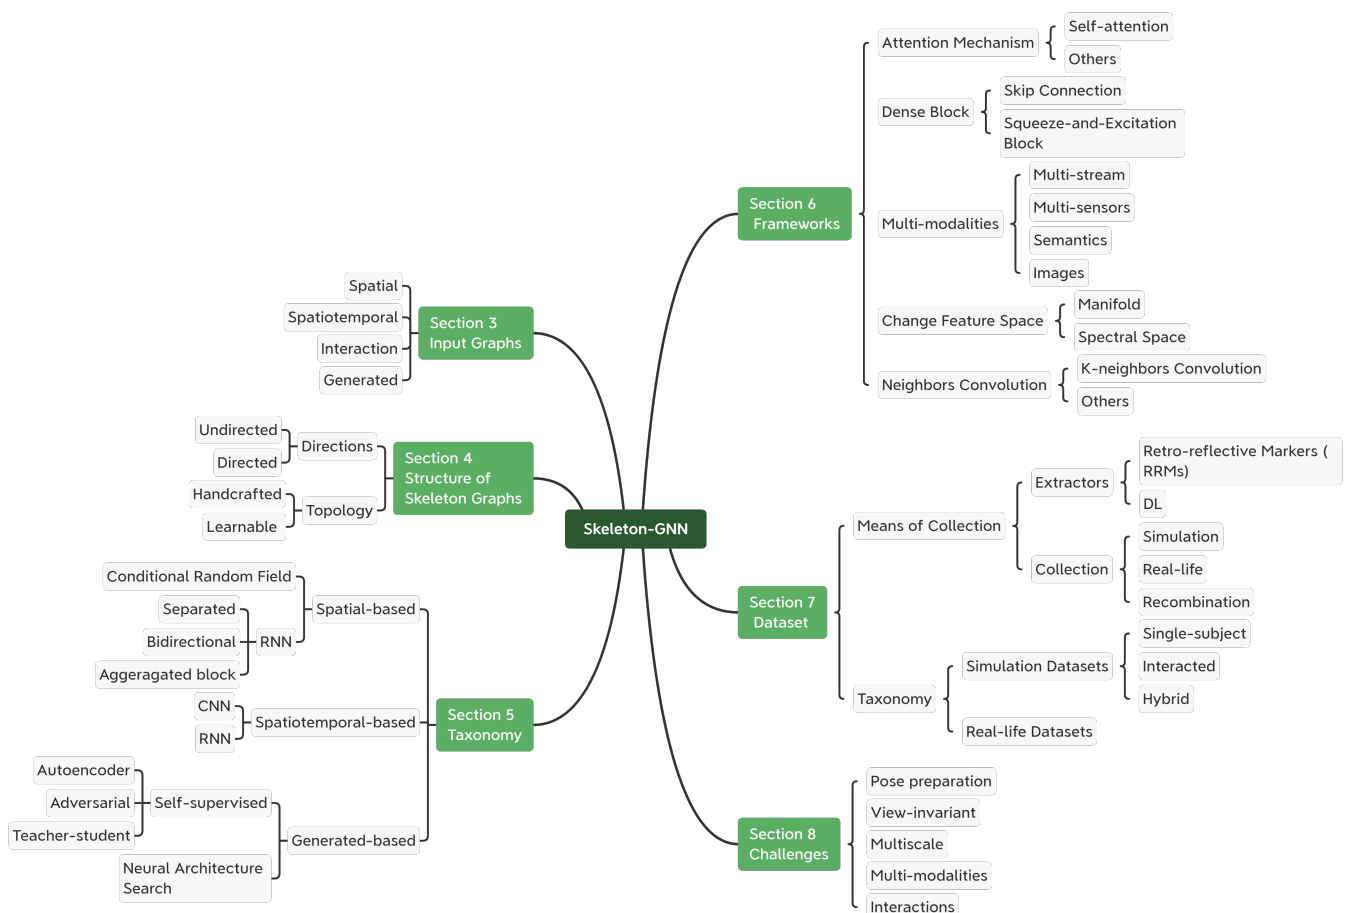 Skeleton-GNN
Section 3
Input Graphs
Spatial
Spatiotemporal
Interaction
Generated
Section 4
Structure of
Skeleton Graphs
Directions
Undirected
Directed
Topology
Handcrafted
Learnable
Section 5
Taxonomy
Spatial-based
Conditional Random Field
RNN
Separated
Bidirectional
Aggeragated block
Spatiotemporal-based
CNN
RNN
Generated-based
Self-supervised
Autoencoder
Adversarial
Teacher-student
Neural Architecture
Search
Section 6
Frameworks
Attention Mechanism
Self-attention
Others
Dense Block
Skip Connection
Squeeze-and-Excitation
Block
Multi-modalities
Multi-stream
Multi-sensors
Semantics
Images
Change Feature Space
Manifold
Spectral Space
Neighbors Convolution
K-neighbors Convolution
Others
Section 7
Dataset
Means of Collection
Extractors
Retro-reflective Markers (
RRMs)
DL
Collection
Simulation
Real-life
Recombination
Taxonomy
Simulation Datasets
Single-subject
Interacted
Hybrid
Real-life Datasets
Section 8
Challenges
Pose preparation
View-invariant
Multiscale
Multi-modalities
Interactions